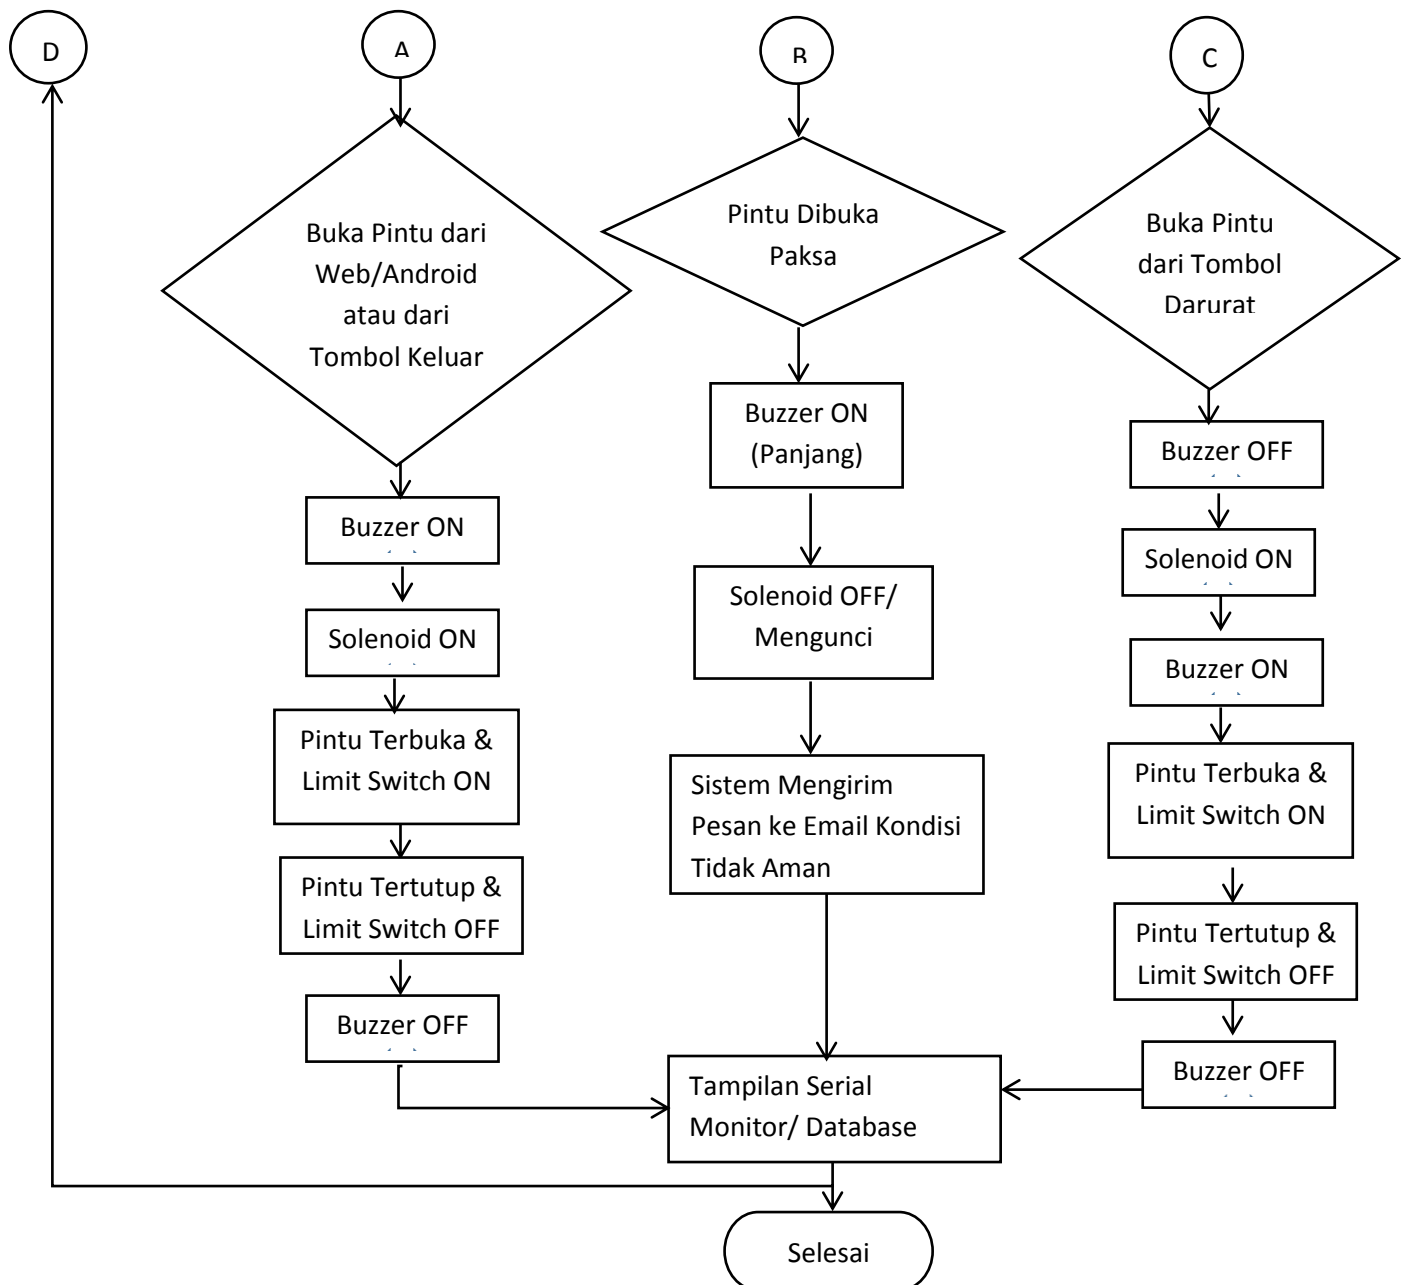 D
A
B
C
Buka Pintu dari
Web/Android
atau dari
Tombol Keluar
Pintu Dibuka
Paksa
Buka Pintu
dari Tombol
Darurat
Buzzer ON
Solenoid ON
Pintu Terbuka &
Limit Switch ON
Pintu Tertutup &
Limit Switch OFF
Buzzer OFF
Buzzer ON
(Panjang)
Solenoid OFF/
Mengunci
Sistem Mengirim
Pesan ke Email Kondisi
Tidak Aman
Buzzer OFF
Solenoid ON
Buzzer ON
Pintu Terbuka &
Limit Switch ON
Pintu Tertutup &
Limit Switch OFF
Buzzer OFF
Tampilan Serial
Monitor/ Database
Selesai